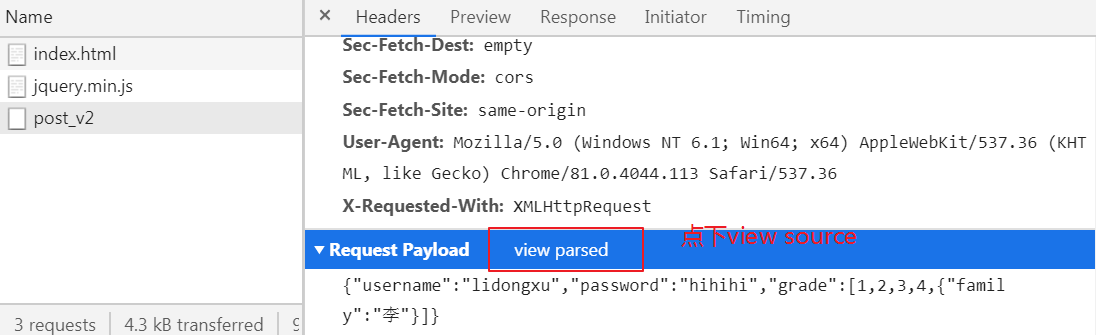 Name
index.html
jquery.min.js
post_v2
3 requests 4.3 kB transferred
× Headers Preview Response Initiator Timing
Sec-Fetch-Dest: empty
Sec-Fetch-Mode: cors
Sec-Fetch-Site: same-origin
User-Agent: Mozilla/5.0 (Windows NT 6.1; Win64; x64) AppleWebKit/537.36 (KHT
ML, like Gecko) Chrome/81.0.4044.113 Safari/537.36
X-Requested-With: XMLHttpRequest
点下view source
▼Request Payload view parsed
{"username":"lidongxu","password":"hihihi","grade":[1,2,3,4,{"famil
y":"李"}]}